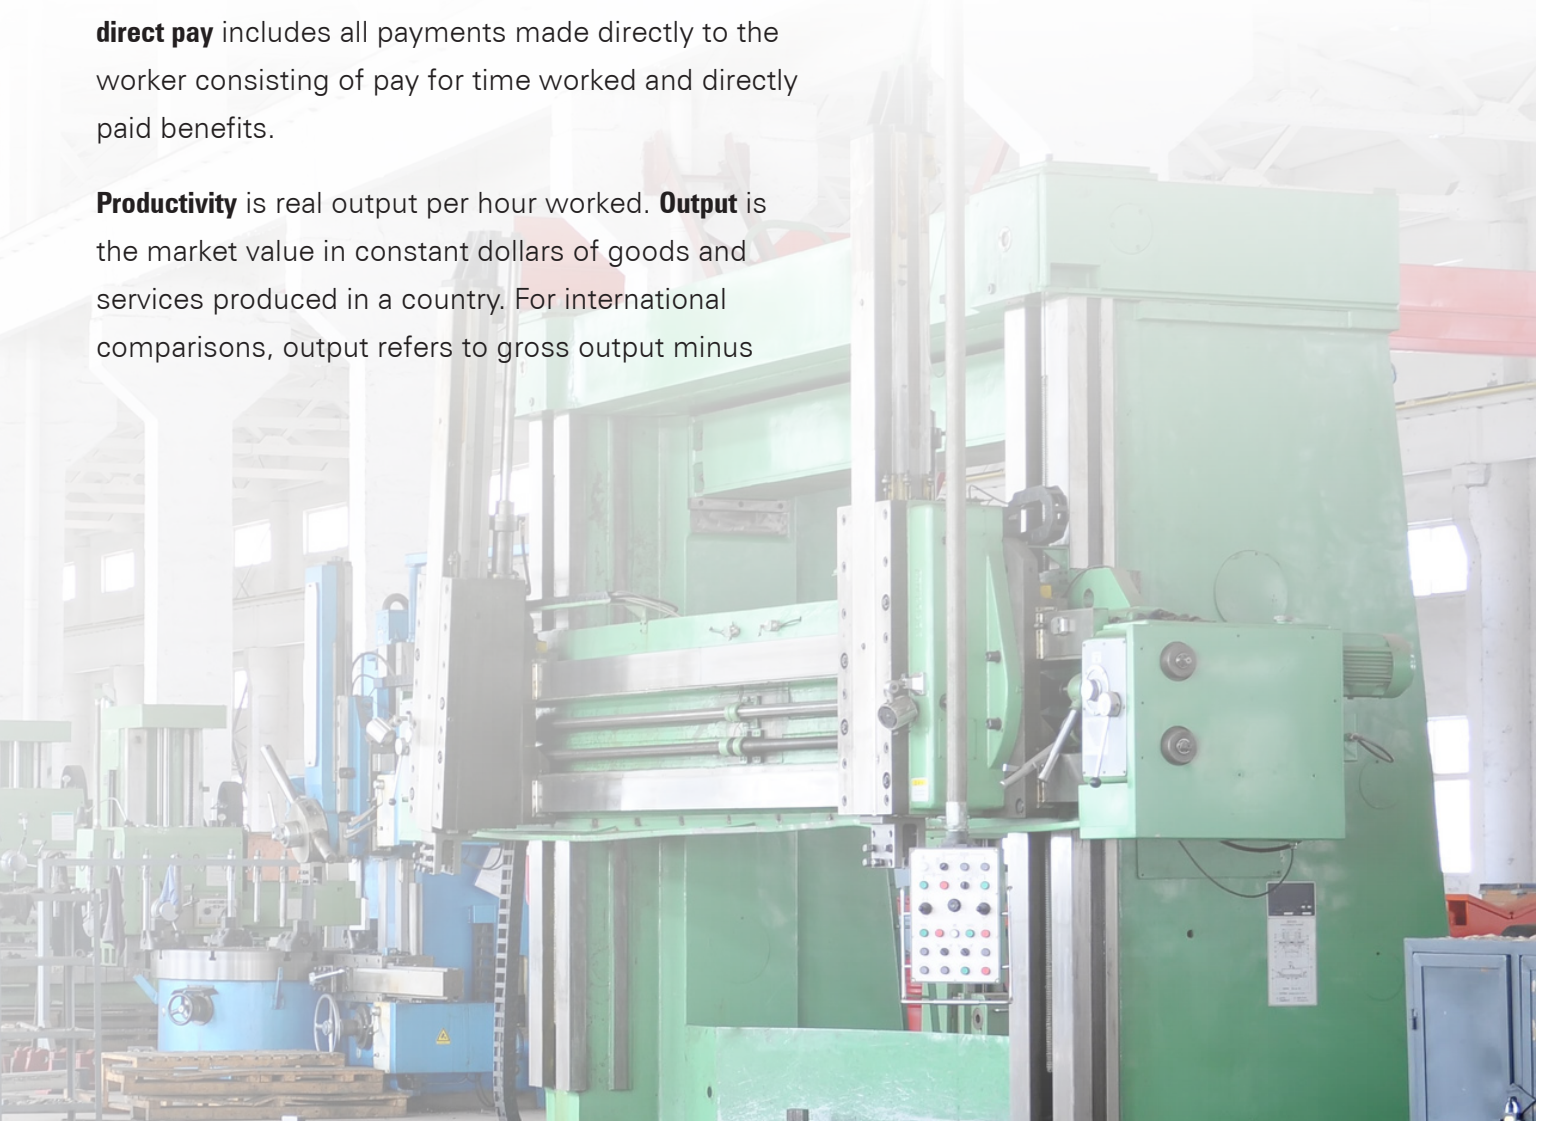 direct pay includes all payments made directly to the
worker consisting of pay for time worked and directly
paid benefits.
Productivity is real output per hour worked. Output is
the market value in constant dollars of goods and
services produced in a country. For international
comparisons, output refers to gross output minus